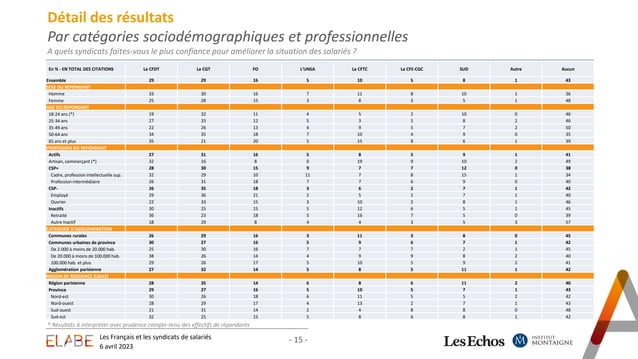 Détail des résultats
Par catégories sociodémographiques et professionnelles
A quels syndicats faites-vous le plus confiance pour améliorer la situation des salariés ?
En % - EN TOTAL DES CITATIONS La CFDT La CGT FO L'UNSA La CFTC La CFE-CGC SUD Autre Aucun
Ensemble 29 29 16 5 10 5 8 1 43
SEXE DU REPONDANT
Homme 33 30 16 7 11 8 10 1 36
Femme 25 28 15 3 8 3 5 1 48
AGE DU REPONDANT
18-24 ans (*) 19 32 11 4 5 2 10 0 46
25-34 ans 27 33 12 5 3 5 8 2 46
35-49 ans 22 26 13 4 9 5 7 2 50
50-64 ans 34 35 18 7 10 4 9 0 35
65 ans et plus 35 21 20 5 15 8 6 1 39
PROFESSION DU REPONDANT
Actifs 27 31 16 5 8 5 9 1 41
Artisan, commerçant (*) 32 16 8 0 19 9 10 2 49
CSP+ 28 30 15 7 7 7 12 0 38
Cadre, profession intellectuelle sup. 32 29 10 11 7 8 15 1 34
Profession intermédiaire 26 31 18 7 7 6 9 0 40
CSP- 26 35 18 3 6 2 7 1 42
Employé 29 36 21 2 5 2 7 1 40
Ouvrier 22 33 15 3 10 2 8 1 46
Inactifs 30 25 15 5 12 6 5 1 45
Retraité 36 23 18 5 16 7 5 0 39
Autre inactif 18 29 8 4 4 3 5 3 57
CATEGORIE D'AGGLOMERATION
Communes rurales 26 29 16 3 11 3 8 0 45
Communes urbaines de province 30 27 16 5 9 6 7 1 42
De 2.000 à moins de 20.000 hab. 25 30 16 7 7 7 2 1 45
De 20.000 à moins de 100.000 hab. 38 26 14 4 9 9 8 2 40
100.000 hab. et plus 29 26 17 5 10 5 9 2 41
Agglomération parisienne 27 32 14 5 8 5 11 1 42
REGION DE RESIDENCE (UDA5)
Région parisienne 28 35 14 6 8 6 11 2 40
Province 29 27 16 5 10 5 7 1 43
Nord-est 30 26 18 6 11 5 5 2 42
Nord-ouest 28 29 17 4 13 2 7 1 43
Sud-ouest 21 31 14 2 4 8 8 0 48
Sud-est 32 25 15 5 8 6 8 1 42
* Résultats à interpréter avec prudence compte tenu des effectifs de répondants
ELABE
Les Français et les syndicats de salariés
6 avril 2023
- 15 -
Les Echos
INSTITUT
MONTAIGNE